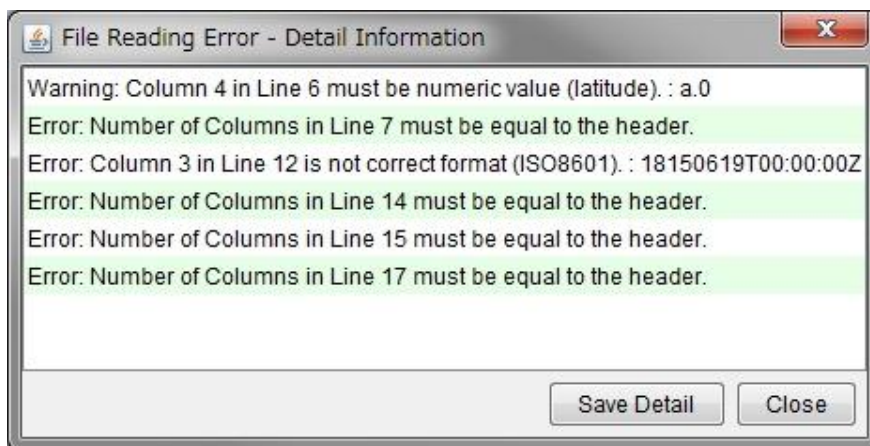 File Reading Error - Detail Information
Warning: Column 4 in Line 6 must be numeric value (latitude). : a.0
Error: Number of Columns in Line 7 must be equal to the header.
Error: Column 3 in Line 12 is not correct format (ISO8601). : 18150619T00:00:00Z
Error: Number of Columns in Line 14 must be equal to the header.
Error: Number of Columns in Line 15 must be equal to the header.
Error: Number of Columns in Line 17 must be equal to the header.
Save Detail Close